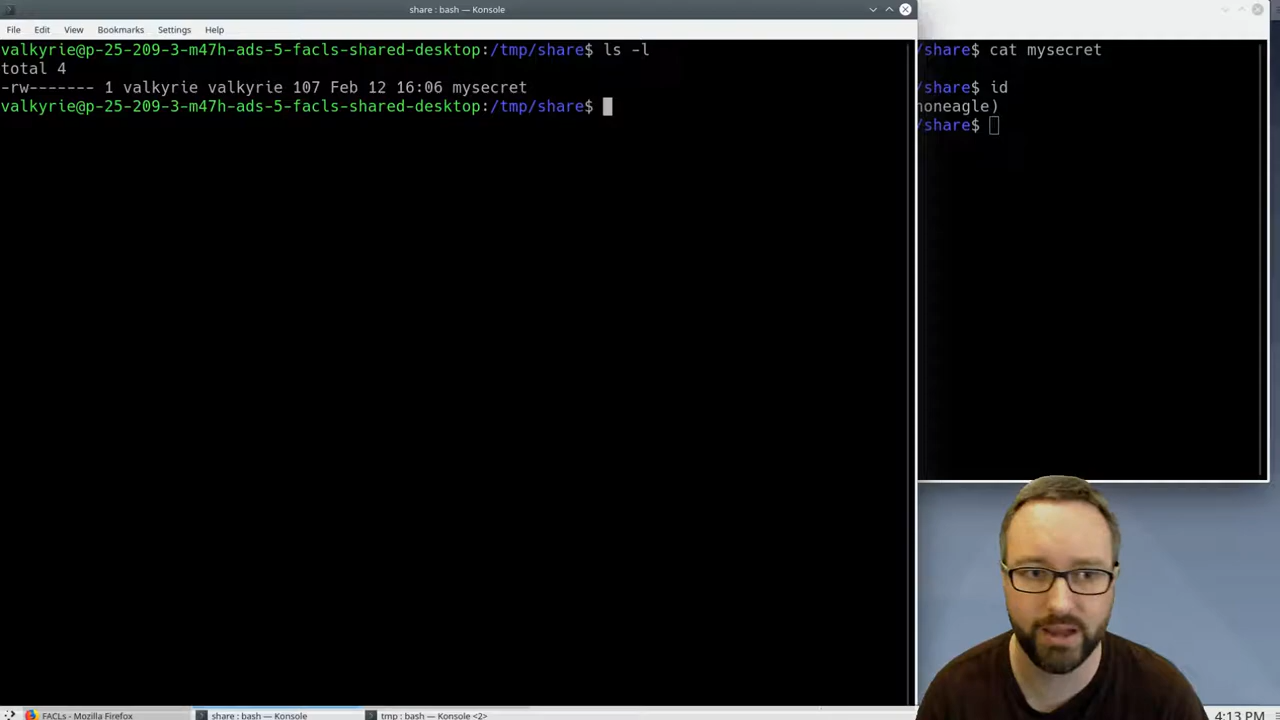 share : bash — Konsole
File Edit View Bookmarks Settings Help
valkyrie@p-25-209-3-m47h-ads-5-facls-shared-desktop:/tmp/share$ ls -l
total 4
-rw------- 1 valkyrie valkyrie 107 Feb 12 16:06 mysecret
valkyrie@p-25-209-3-m47h-ads-5-facls-shared-desktop:/tmp/share$
/share$ cat mysecret
/share$ id
noneagle)
/share$
FACLs - Mozilla Firefox
share : bash — Konsole
tmp : bash — Konsole <2>
4:13 PM